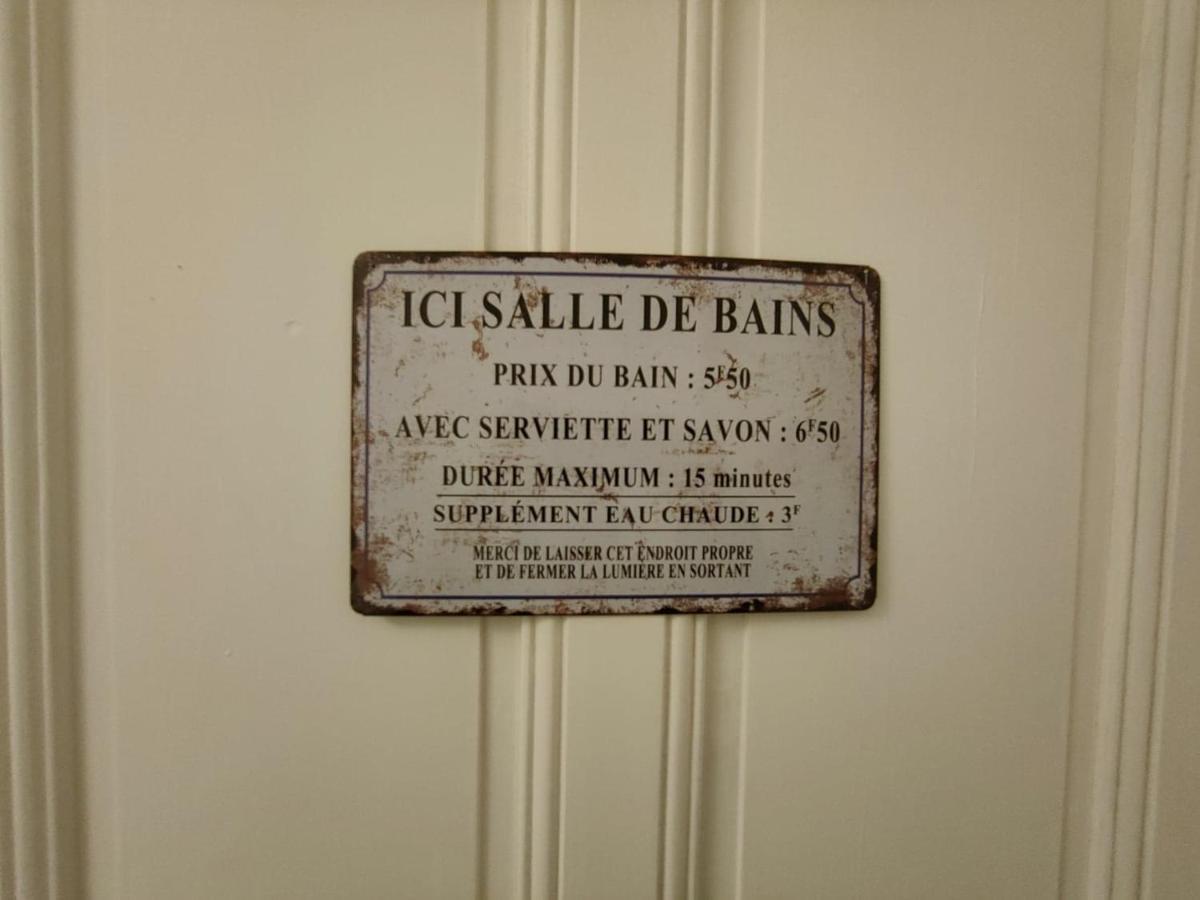 ICI SALLE DE BAINS
PRIX DU BAIN : 5F50
AVEC SERVIETTE ET SAVON : 6F50
DURÉE MAXIMUM : 15 minutes
SUPPLÉMENT EAU CHAUDE : 3F
MERCI DE LAISSER CET ENDROIT PROPRE
ET DE FERMER LA LUMIERE EN SORTANT